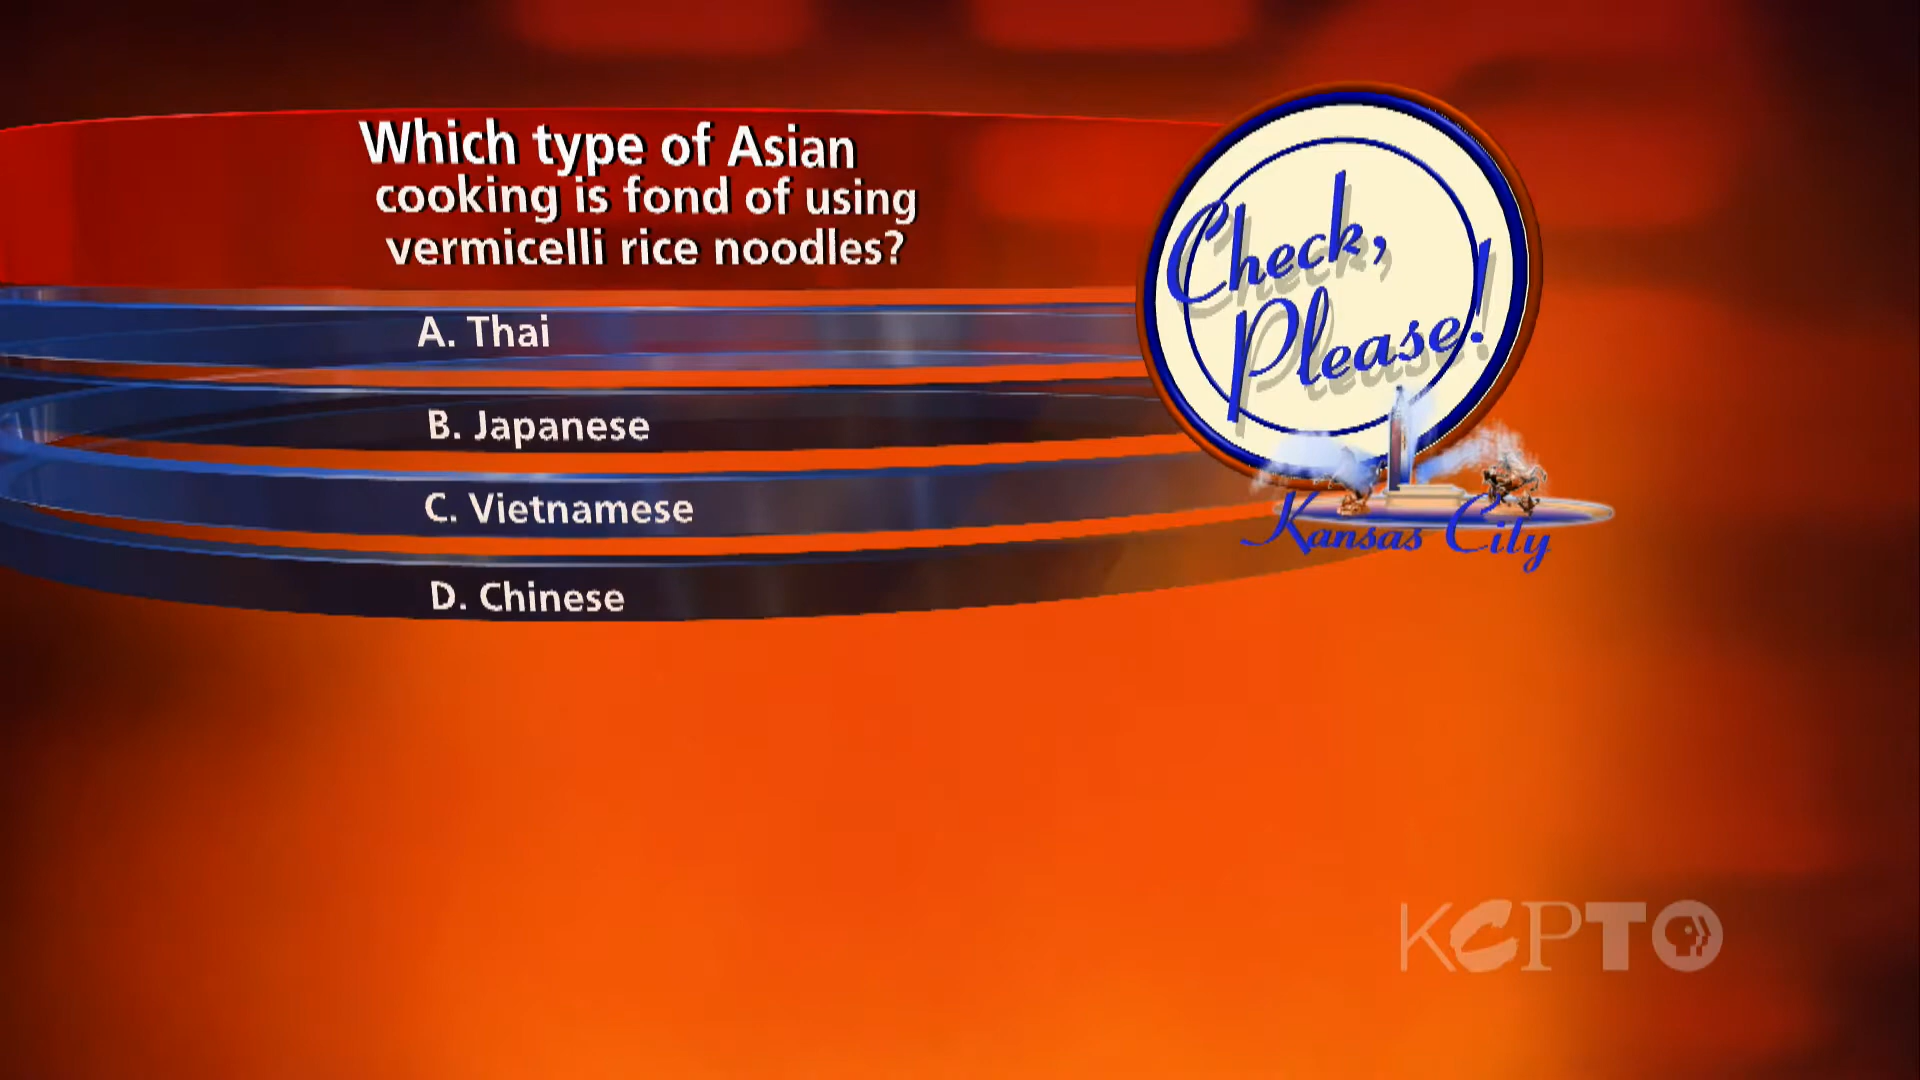 Which type of Asian
cooking is fond of using
vermicelli rice noodles?
A. Thai
B. Japanese
C. Vietnamese
D. Chinese
Check,
Please!
Kansas City
KCPT